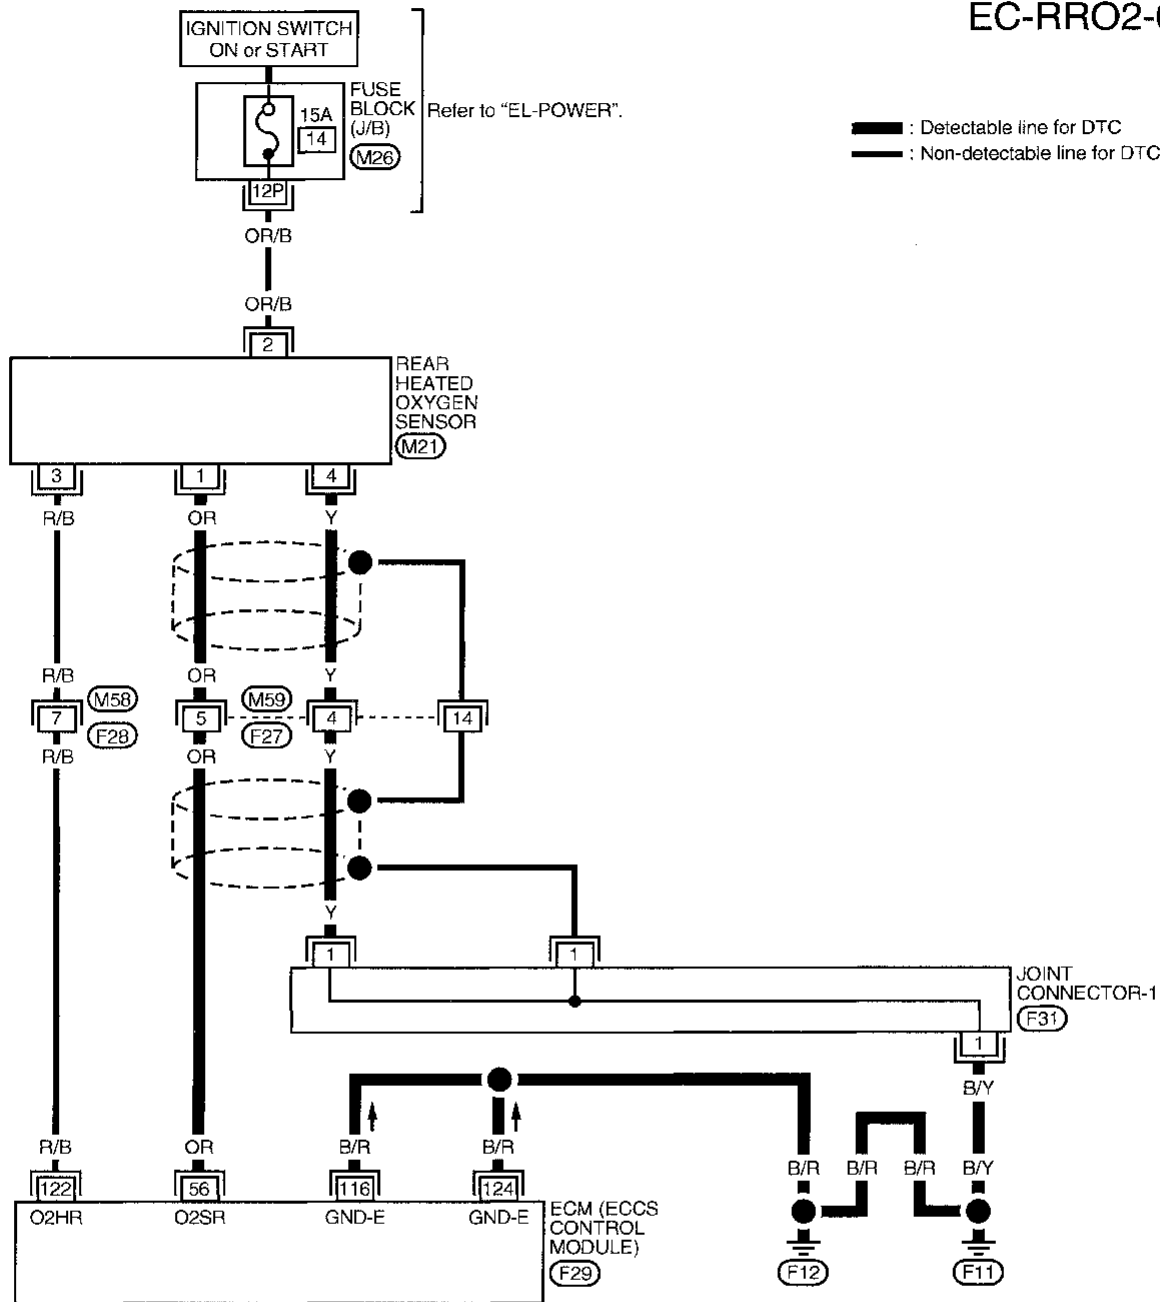 EC-RRO2-0
IGNITION SWITCH
ON or START
FUSE
BLOCK
(J/B)
15A
14
M26
Refer to "EL-POWER".
: Detectable line for DTC
: Non-detectable line for DTC
12P
OR/B
OR/B
2
REAR
HEATED
OXYGEN
SENSOR
M21
3 1 4
R/B OR Y
R/B OR Y
M58 M59
7 5 4 14
F28 F27
R/B OR Y
Y
1 1
JOINT
CONNECTOR-1
F31
1
B/Y
R/B OR B/R B/R
B/R B/R B/R B/Y
122 56 116 124
O2HR O2SR GND-E GND-E
ECM (ECCS
CONTROL
MODULE)
F29
F12 F11